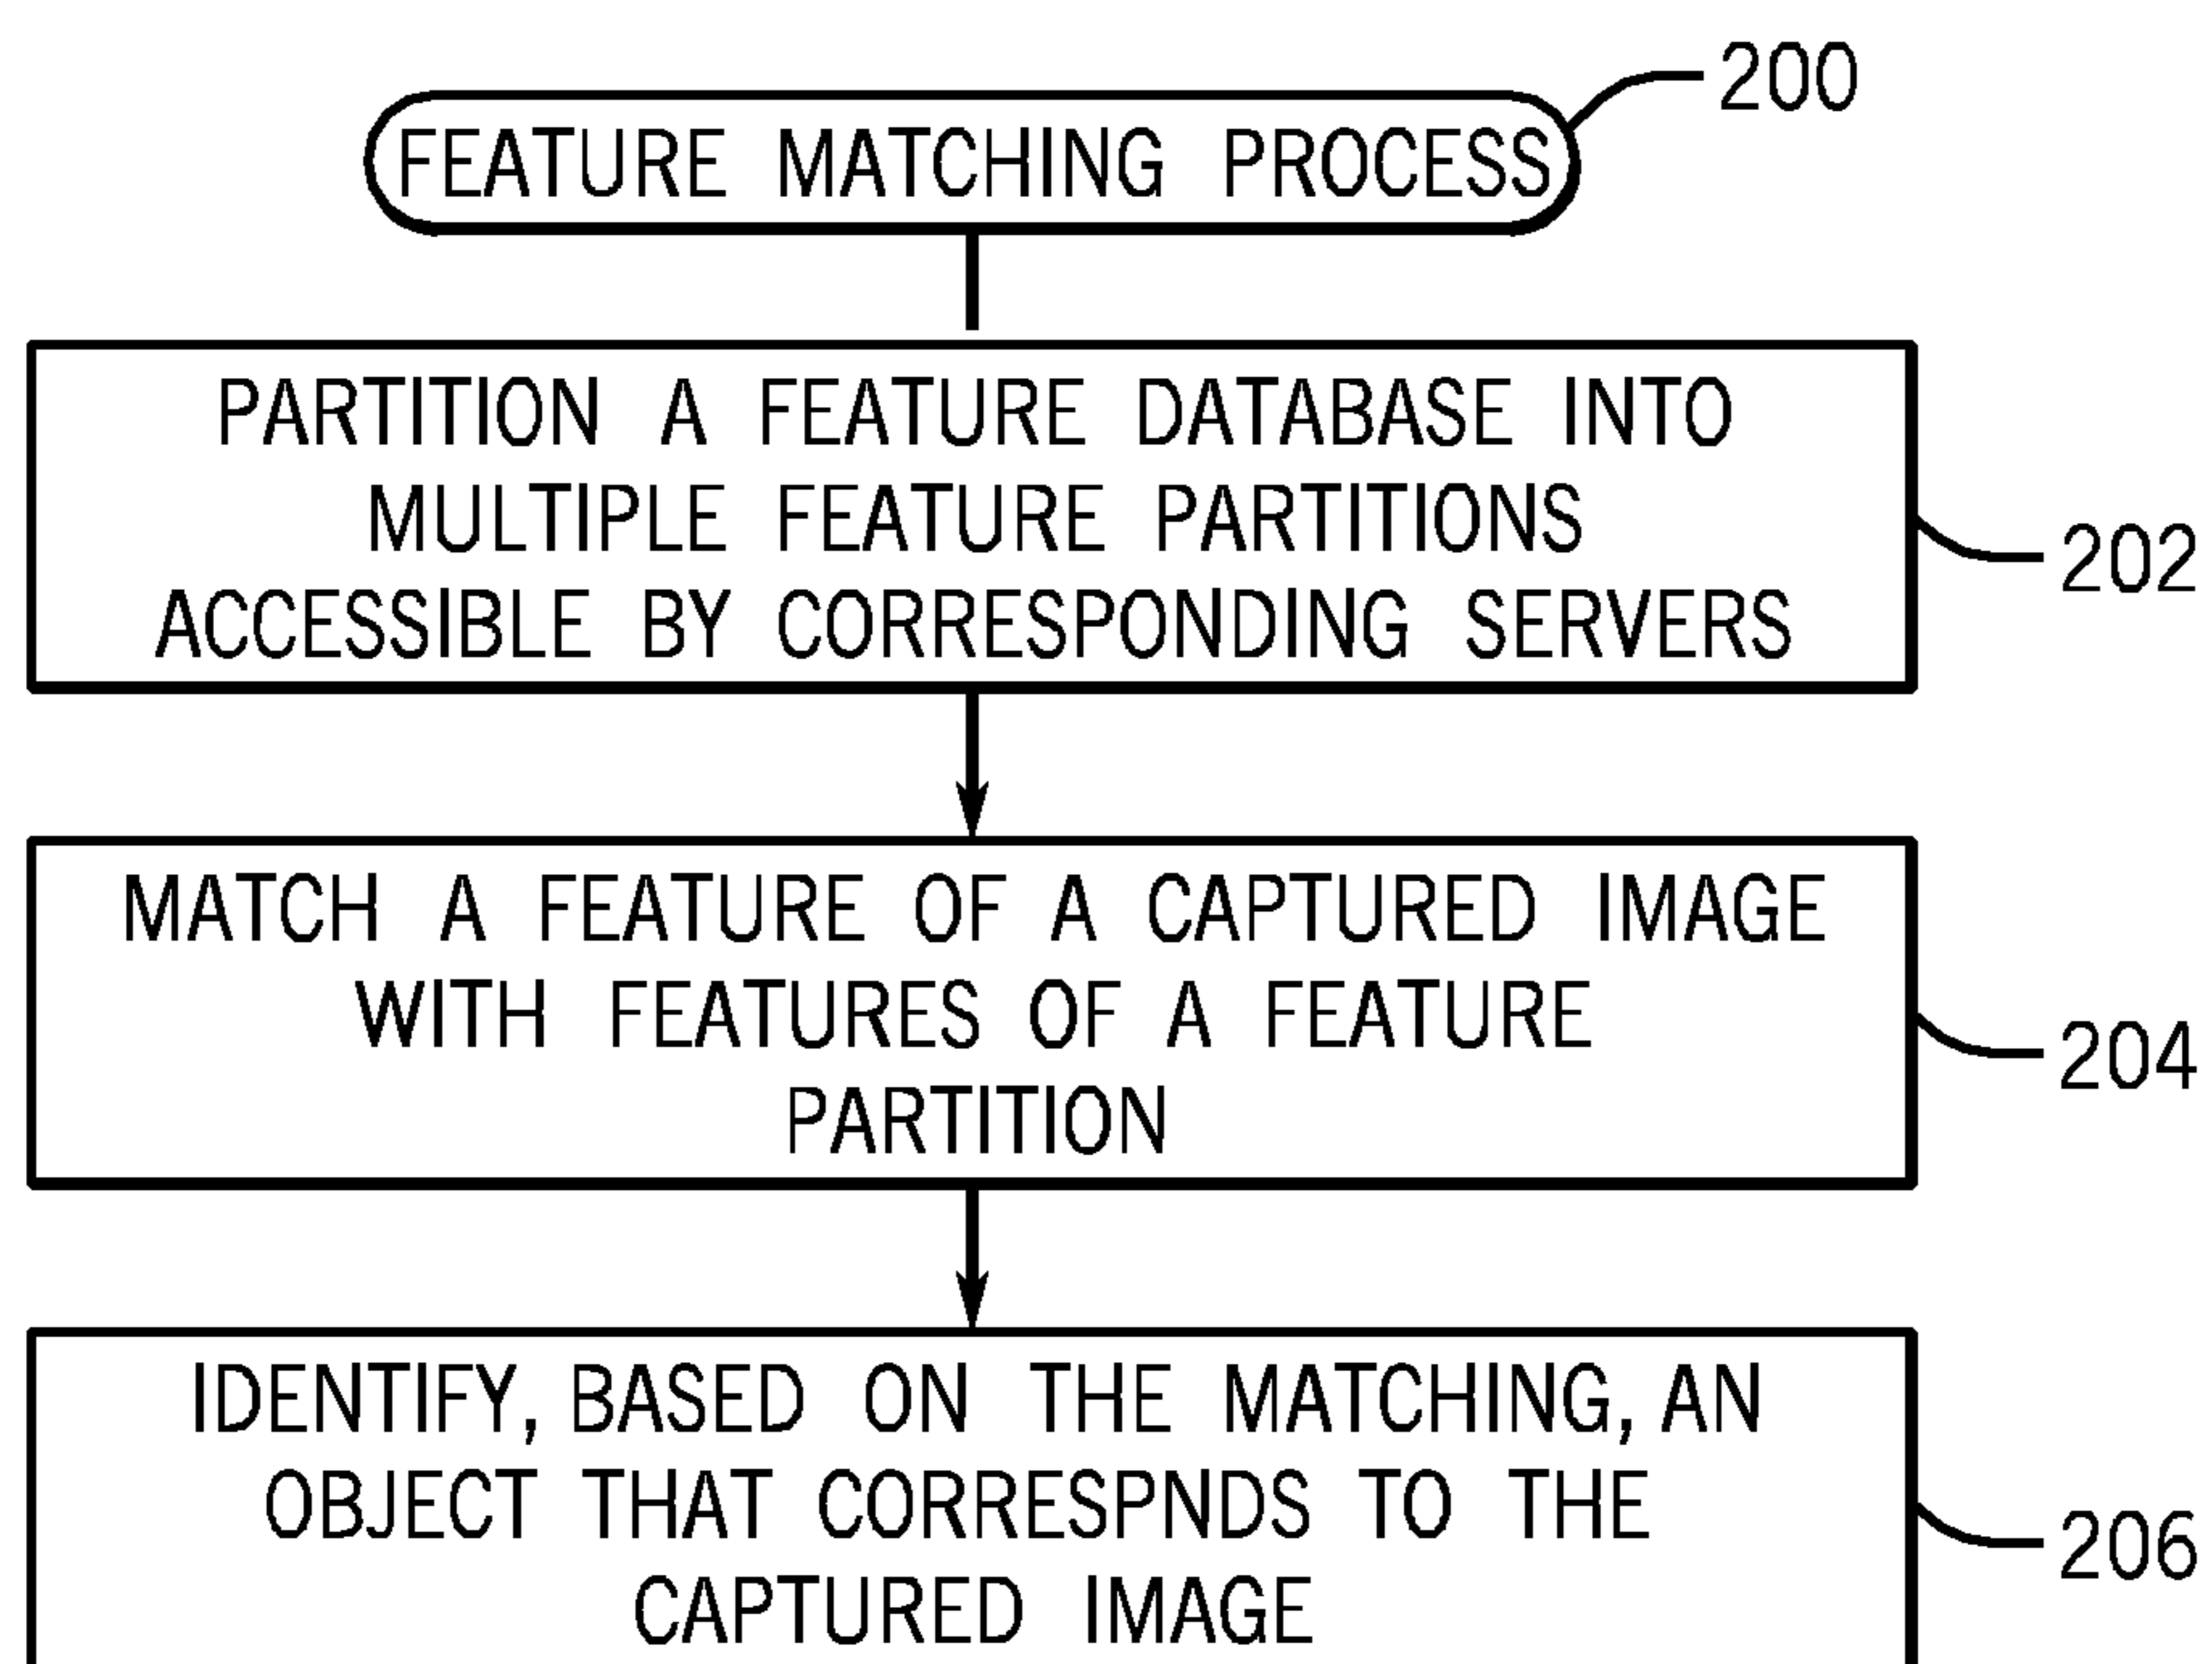 200
FEATURE MATCHING PROCESS
PARTITION A FEATURE DATABASE INTO
MULTIPLE FEATURE PARTITIONS
ACCESSIBLE BY CORRESPONDING SERVERS
202
MATCH A FEATURE OF A CAPTURED IMAGE
WITH FEATURES OF A FEATURE
PARTITION
204
IDENTIFY, BASED ON THE MATCHING, AN
OBJECT THAT CORRESPNDS TO THE
CAPTURED IMAGE
206